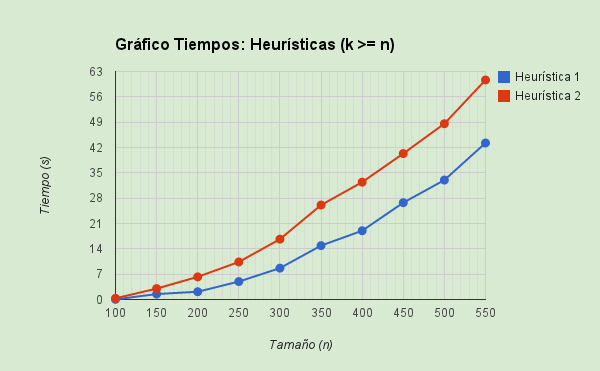 Gráfico Tiempos: Heurísticas (k >= n)
63
56
49
42
35
28
21
14
7
0
Tiempo (s)
100 150 200 250 300 350 400 450 500 550
Tamaño (n)
Heurística 1
Heurística 2